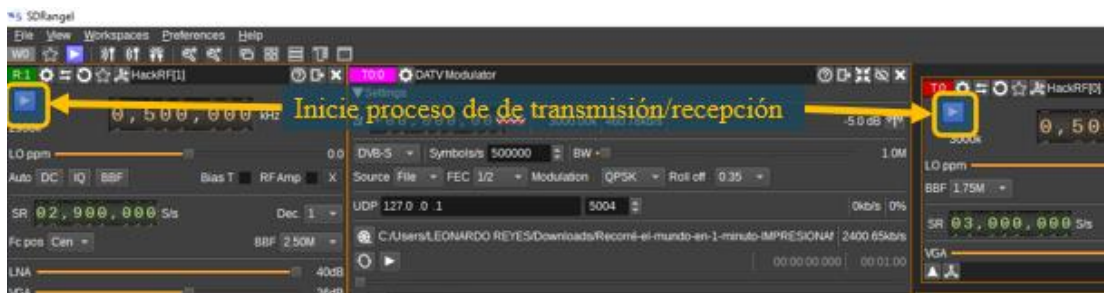 SDRangel
File View Workspaces Preferences Help
W0
R:1 HackRF[1]
T0:0 DATV Modulator
T:0 HackRF[0]
Settings
Inicie proceso de de transmisión/recepción
0,500,000 kHz
-5.0 dB
0,50
3000k
LO ppm 0.0
DVB-S Symbols/s 500000 BW 1.0M
LO ppm
Auto DC IQ BBF Bias T RF Amp X
Source File FEC 1/2 Modulation QPSK Roll off 0.35
BBF 1.75M
SR 02,900,000 S/s Dec 1
UDP 127.0 .0 .1 5004 0kb/s 0%
SR 03,000,000 S/s
Fc pos Cen BBF 2.50M
C:/Users/LEONARDO REYES/Downloads/Recorré-el-mundo-en-1-minuto-IMPRESIONA 2400.65kb/s
VGA
LNA 40dB
00:00:00.000 00:01:00
VGA